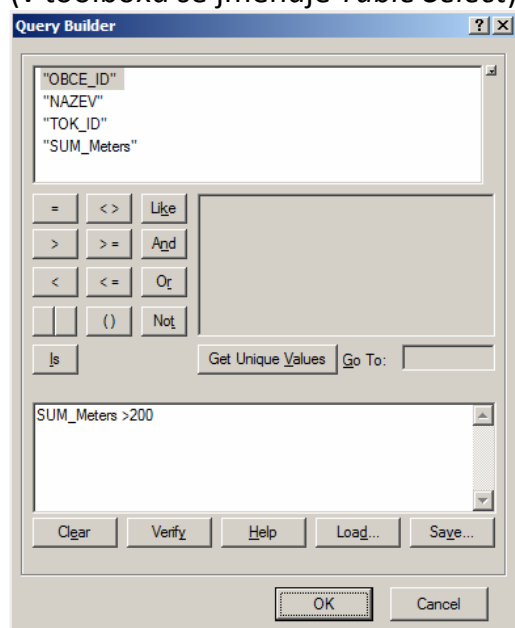 (v toolboxu se jmenuje Table Select)
Query Builder ? X
"OBCE_ID"
"NAZEV"
"TOK_ID"
"SUM_Meters"
= <> Like
> >= And
< <= Or
() Not
Is Get Unique Values Go To:
SUM_Meters >200
Clear Verify Help Load... Save...
OK Cancel